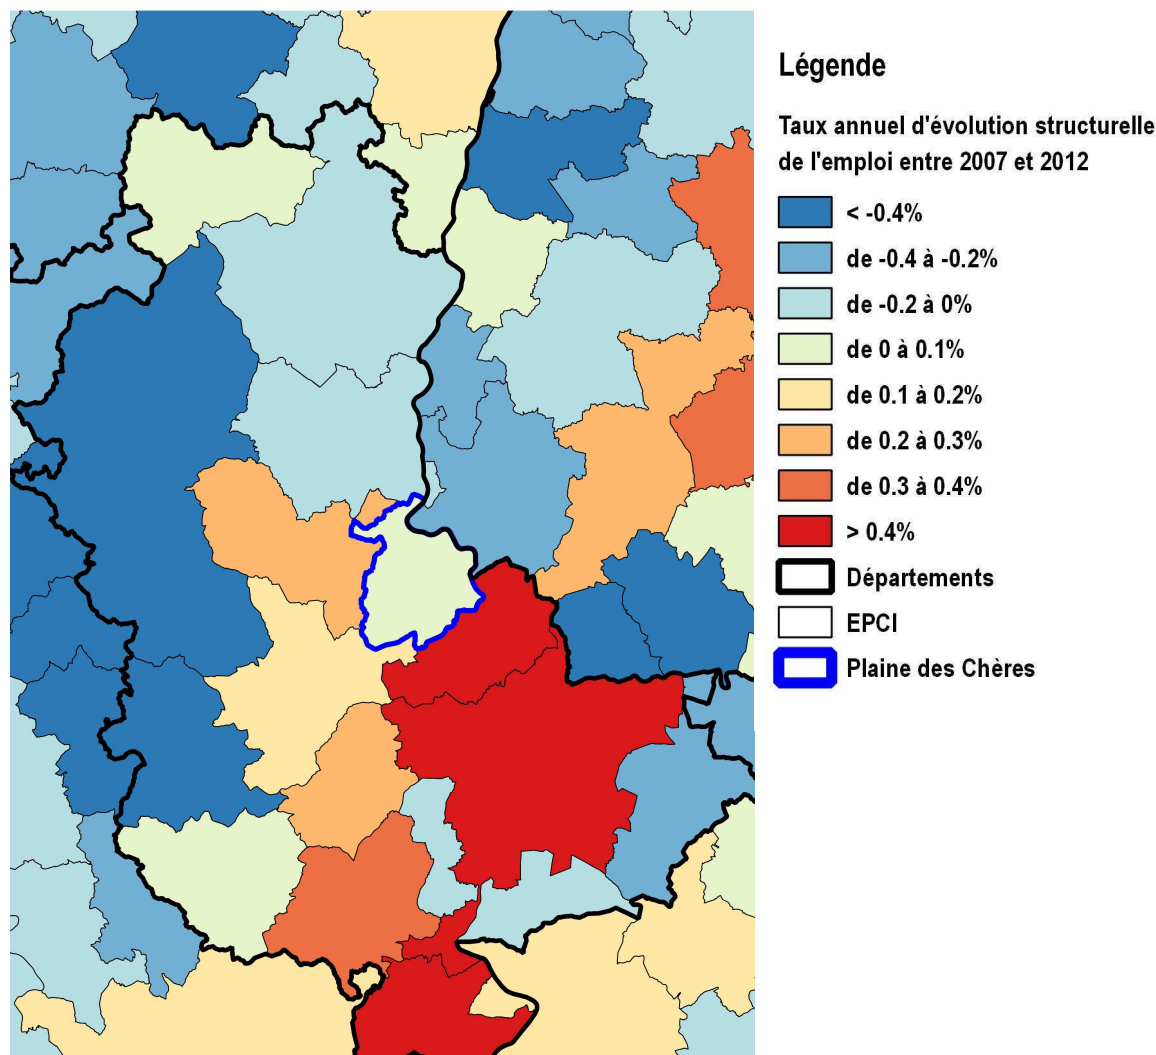 Légende
Taux annuel d'évolution structurelle
de l'emploi entre 2007 et 2012
< -0.4%
de -0.4 à -0.2%
de -0.2 à 0%
de 0 à 0.1%
de 0.1 à 0.2%
de 0.2 à 0.3%
de 0.3 à 0.4%
> 0.4%
Départements
EPCI
Plaine des Chères